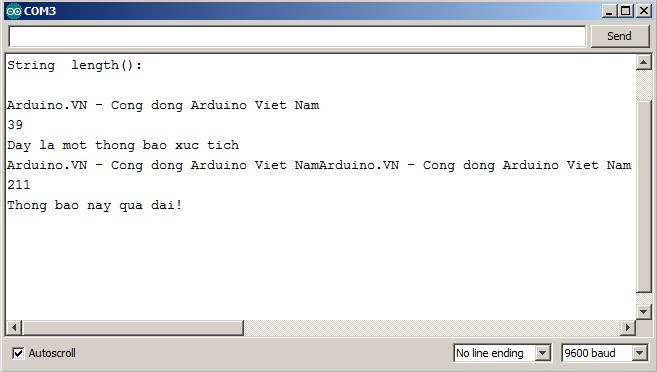 COM3
Send
String  length():
Arduino.VN - Cong dong Arduino Viet Nam
39
Day la mot thong bao xuc tich
Arduino.VN - Cong dong Arduino Viet NamArduino.VN - Cong dong Arduino Viet Nam
211
Thong bao nay qua dai!
Autoscroll
No line ending
9600 baud